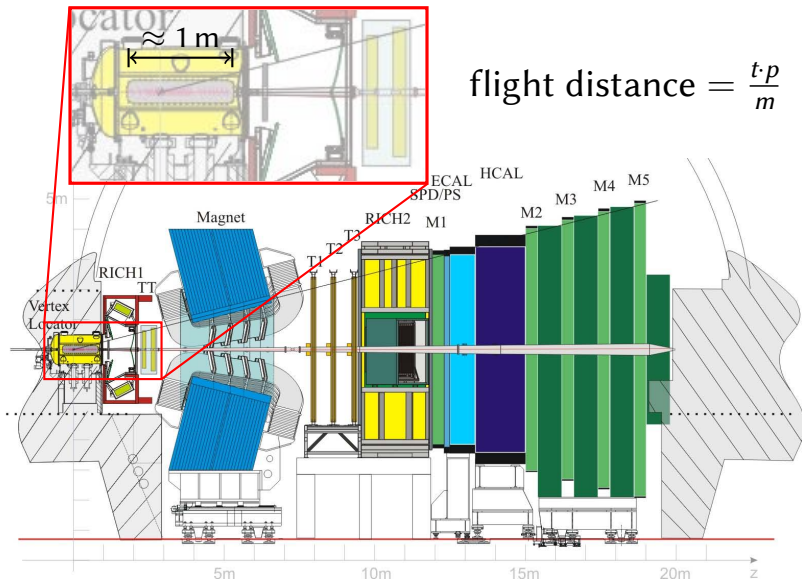 ocator
≈ 1 m
flight distance = t·p/m
5m
Magnet
ECAL HCAL
SPD/PS
RICH2 M1
T1 T2 T3
M2 M3 M4 M5
RICH1
TT
Vertex
Locator
5m 10m 15m 20m z